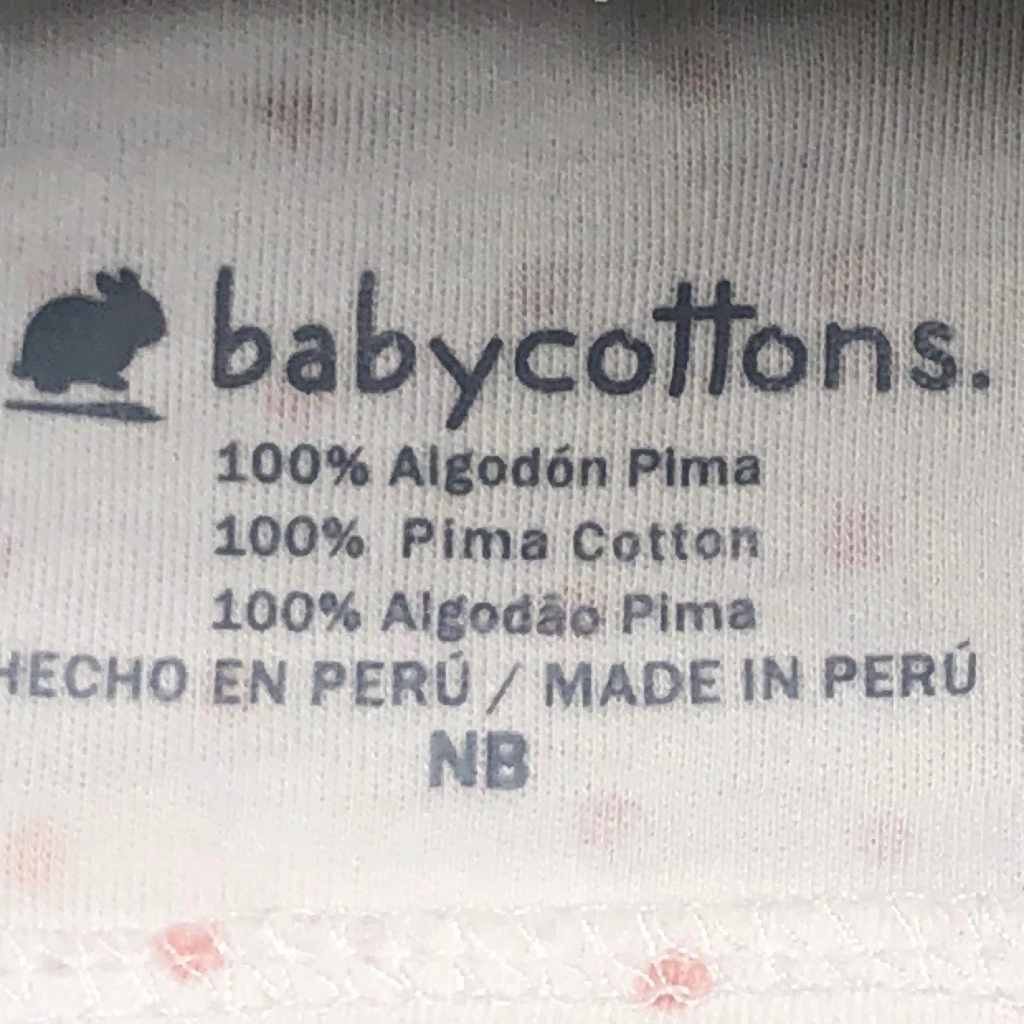 babycottons.
100% Algodón Pima
100% Pima Cotton
100% Algodão Pima
HECHO EN PERÚ / MADE IN PERÚ
NB